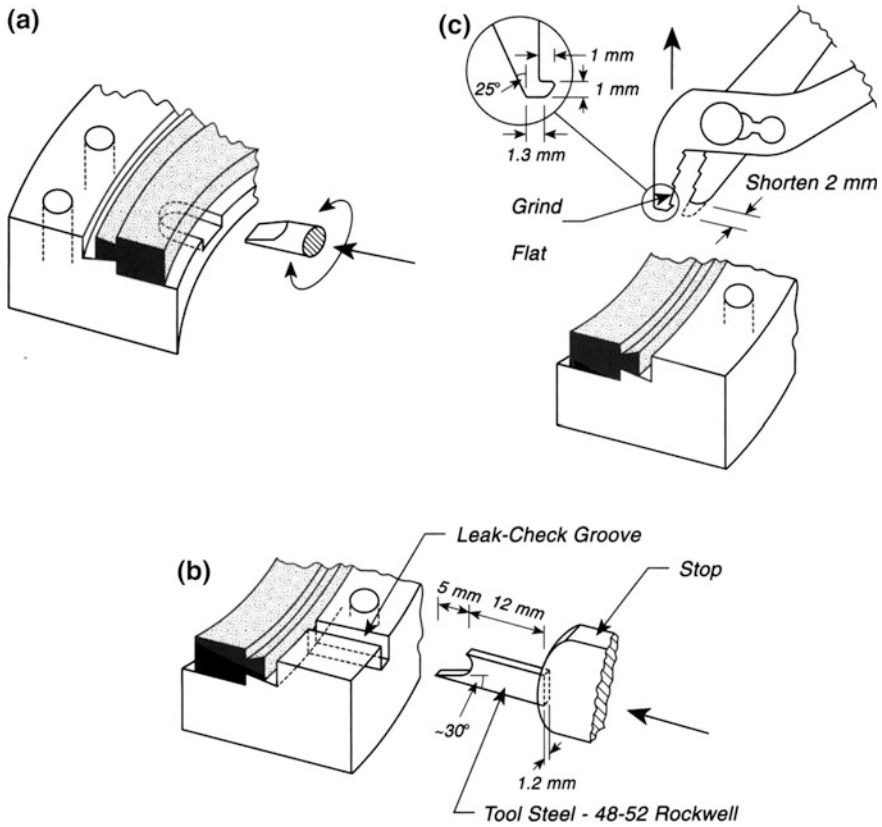 (a)
(c)
1 mm
25°
1 mm
1.3 mm
Shorten 2 mm
Grind
Flat
Leak-Check Groove
(b)
Stop
5 mm
12 mm
~30°
1.2 mm
Tool Steel - 48-52 Rockwell